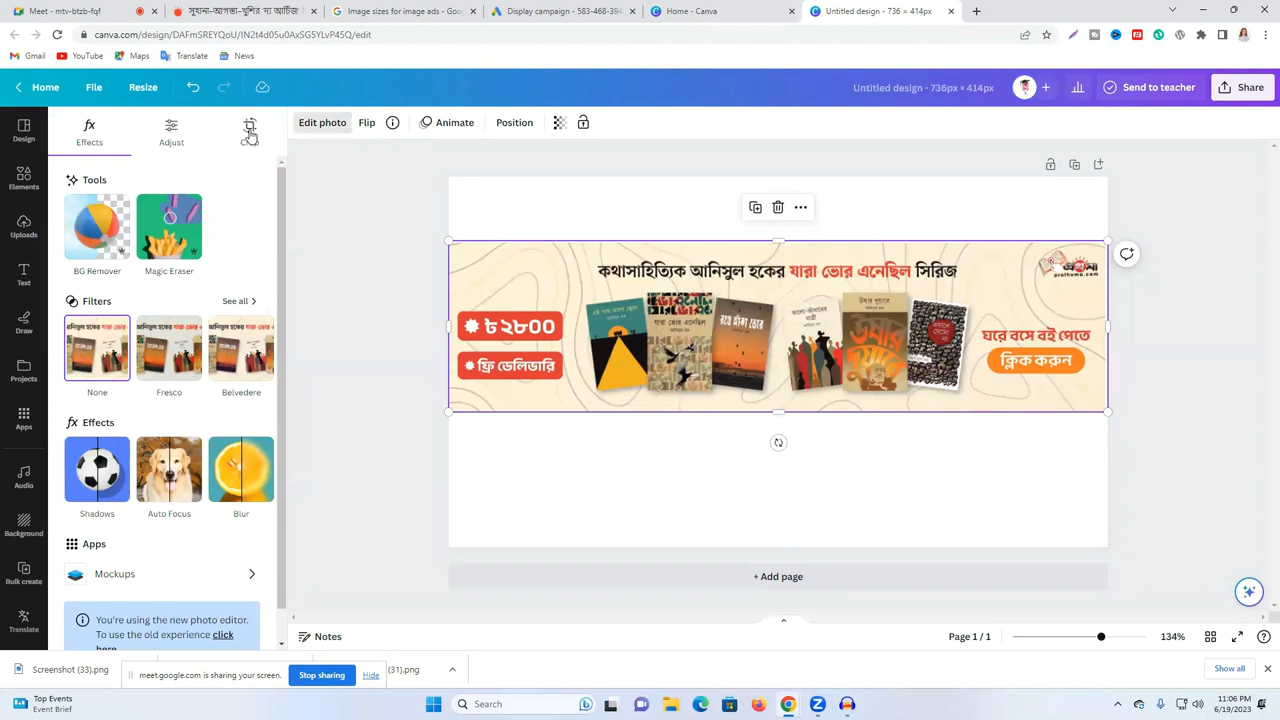 Meet - mtv-btzb-zgf
সুহানা-আগস্ত্য-খুশির 'দ্য আর্চিজ'
Image sizes for image ads - Goo
Display campaign - 583-468-394
Home - Canva
Untitled design - 736 × 414px
canva.com/design/DAFmSREYQoU/IN2t4d05u0AxSG5YLvP45Q/edit
Gmail
YouTube
Maps
Translate
News
Home
File
Resize
Untitled design - 736px × 414px
Send to teacher
Share
Design
Elements
Uploads
Text
Draw
Projects
Apps
Audio
Background
Bulk create
Translate
Effects
Adjust
Crop
Tools
BG Remover
Magic Eraser
Filters
See all
None
Fresco
Belvedere
Effects
Shadows
Auto Focus
Blur
Apps
Mockups
You're using the new photo editor.
To use the old experience click
here
Edit photo
Flip
Animate
Position
কথাসাহিত্যিক আনিসুল হকের যারা ভোর এনেছিল সিরিজ
prothoma.com
৳ ২৮০০
ফ্রি ডেলিভারি
যারা ভোর এনেছিল
ঘরে বসে বই পেতে
ক্লিক করুন
+ Add page
Notes
Page 1 / 1
134%
Screenshot (33).png
meet.google.com is sharing your screen.
Stop sharing
Hide
(31).png
Show all
Top Events
Event Brief
Search
11:06 PM
6/19/2023